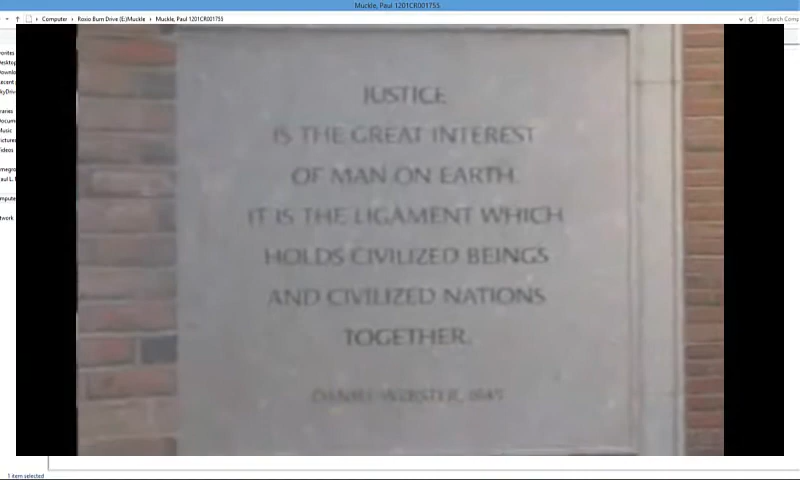 Muckle, Paul 1201CR001755
Computer ▸ Roxio Burn Drive (E:)Muckle ▸ Muckle, Paul 1201CR001755
Search Comp
JUSTICE
IS THE GREAT INTEREST
OF MAN ON EARTH.
IT IS THE LIGAMENT WHICH
HOLDS CIVILIZED BEINGS
AND CIVILIZED NATIONS
TOGETHER.
DANIEL WEBSTER, 1845
1 item selected